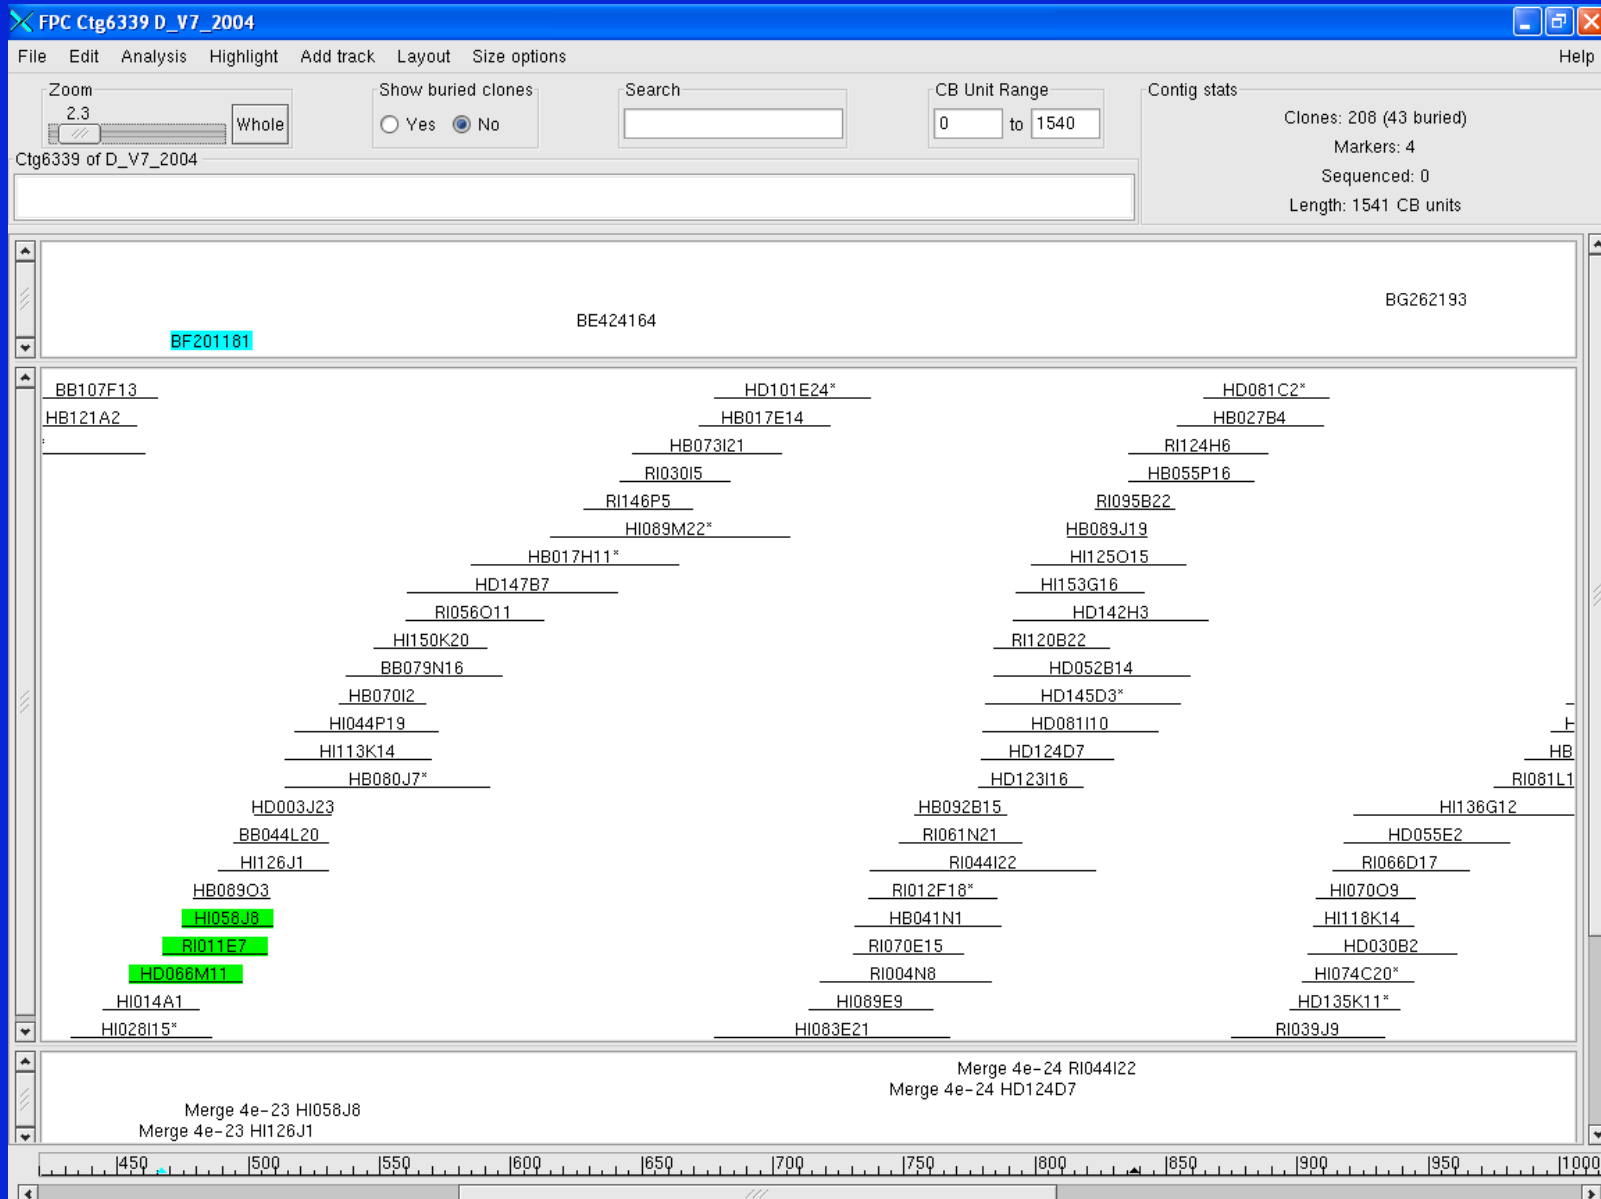 FPC Ctg6339 D_V7_2004
File Edit Analysis Highlight Add track Layout Size options Help
Zoom Show buried clones Search CB Unit Range Contig stats
2.3 Whole Yes No 0 to 1540 Clones: 208 (43 buried)
Markers: 4
Ctg6339 of D_V7_2004
Sequenced: 0
Length: 1541 CB units
BG262193
BE424164
BF201181
BB107F13 HD101E24* HD081C2*
HB121A2 HB017E14 HB027B4
* HB073I21 RI124H6
RI030I5 HB055P16
RI146P5 RI095B22
HI089M22* HB089J19
HB017H11* HI125O15
HD147B7 HI153G16
RI056O11 HD142H3
HI150K20 RI120B22
BB079N16 HD052B14
HB070I2 HD145D3*
HI044P19 HD081I10 H
HI113K14 HD124D7 HB
HB080J7* HD123I16 RI081L1
HD003J23 HB092B15 HI136G12
BB044L20 RI061N21 HD055E2
HI126J1 RI044I22 RI066D17
HB089O3 RI012F18* HI070O9
HI058J8 HB041N1 HI118K14
RI011E7 RI070E15 HD030B2
HD066M11 RI004N8 HI074C20*
HI014A1 HI089E9 HD135K11*
HI028I15* HI083E21 RI039J9
Merge 4e-24 RI044I22
Merge 4e-24 HD124D7
Merge 4e-23 HI058J8
Merge 4e-23 HI126J1
450 500 550 600 650 700 750 800 850 900 950 1000